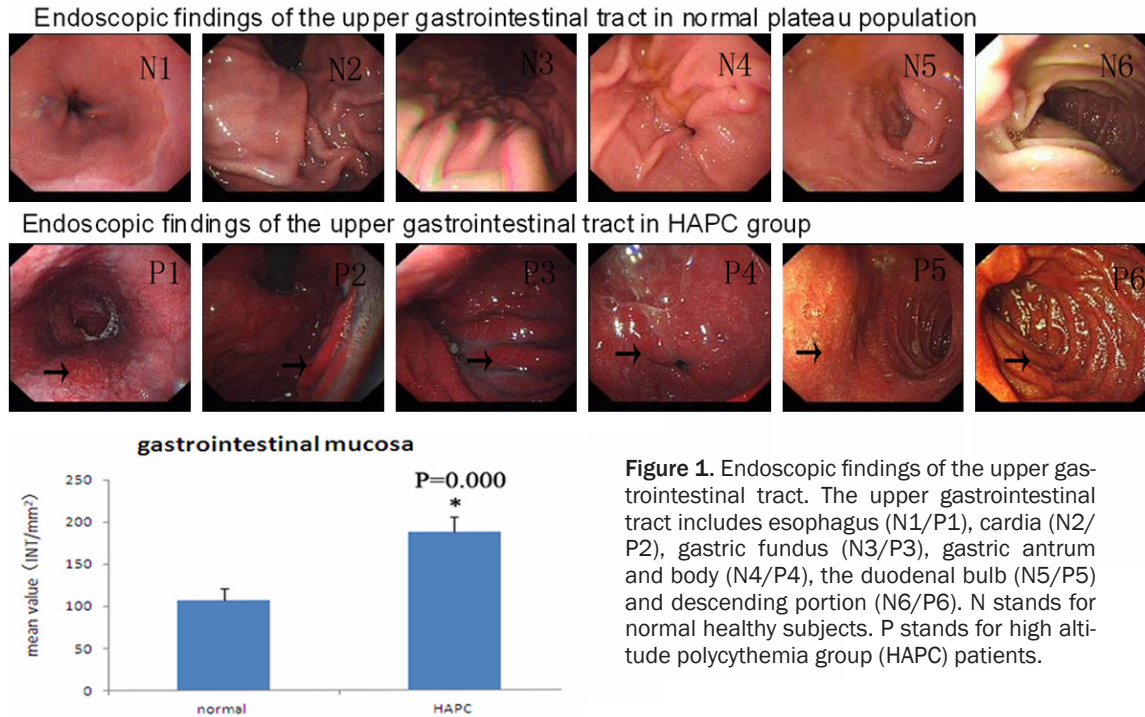 Endoscopic findings of the upper gastrointestinal tract in normal plateau population
N1 N2 N3 N4 N5 N6
Endoscopic findings of the upper gastrointestinal tract in HAPC group
P1 P2 P3 P4 P5 P6
gastrointestinal mucosa
mean value (INT/mm²)
250
200
150
100
50
0
P=0.000
*
normal HAPC
Figure 1. Endoscopic findings of the upper gas-
trointestinal tract. The upper gastrointestinal
tract includes esophagus (N1/P1), cardia (N2/
P2), gastric fundus (N3/P3), gastric antrum
and body (N4/P4), the duodenal bulb (N5/P5)
and descending portion (N6/P6). N stands for
normal healthy subjects. P stands for high alti-
tude polycythemia group (HAPC) patients.